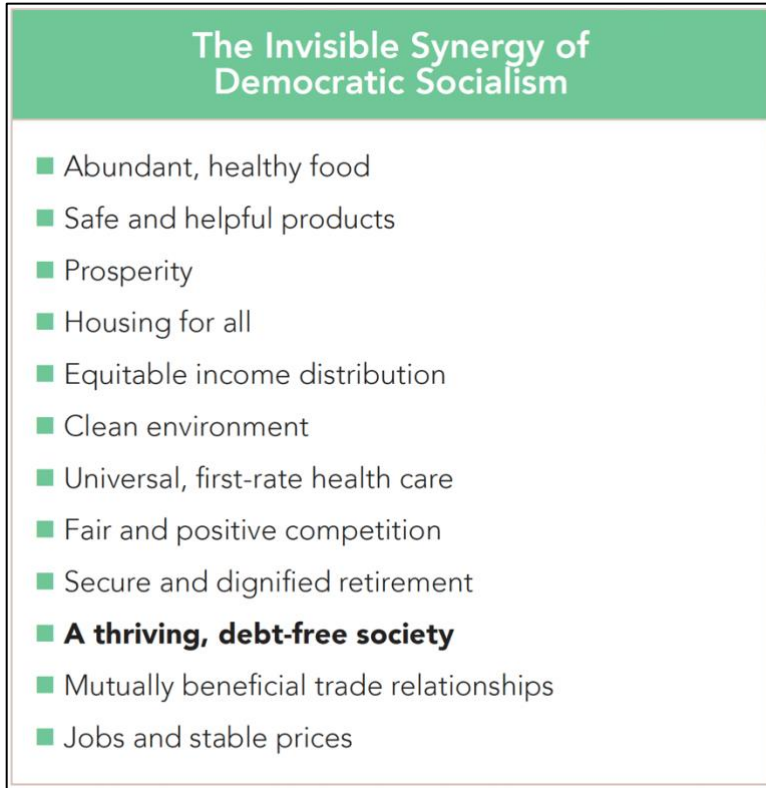 The Invisible Synergy of
Democratic Socialism
Abundant, healthy food
Safe and helpful products
Prosperity
Housing for all
Equitable income distribution
Clean environment
Universal, first-rate health care
Fair and positive competition
Secure and dignified retirement
A thriving, debt-free society
Mutually beneficial trade relationships
Jobs and stable prices